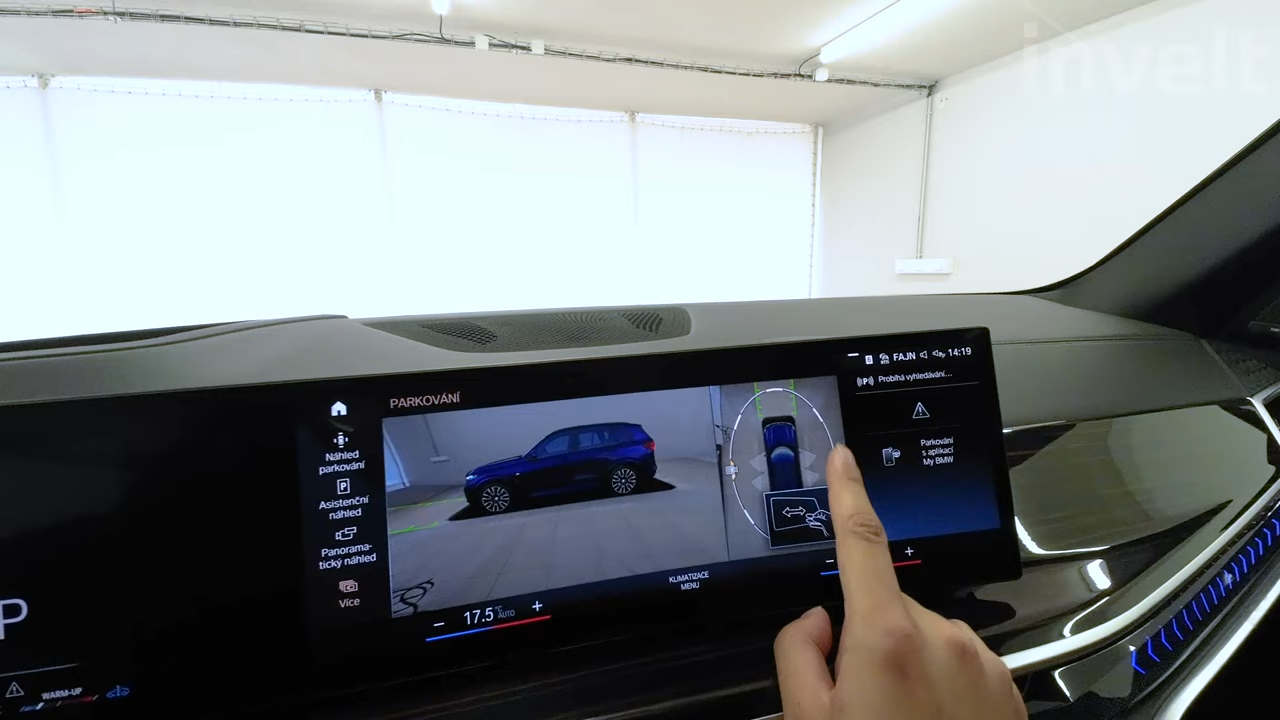 invelt
FAJN 14:19
PARKOVÁNÍ
Probíhá vyhledávání...
Náhled
parkování
Asistenční
náhled
Panorama-
tický náhled
Více
Parkování
s aplikací
My BMW
KLIMATIZACE
MENU
− 17.5 °C AUTO +
− +
P
WARM-UP